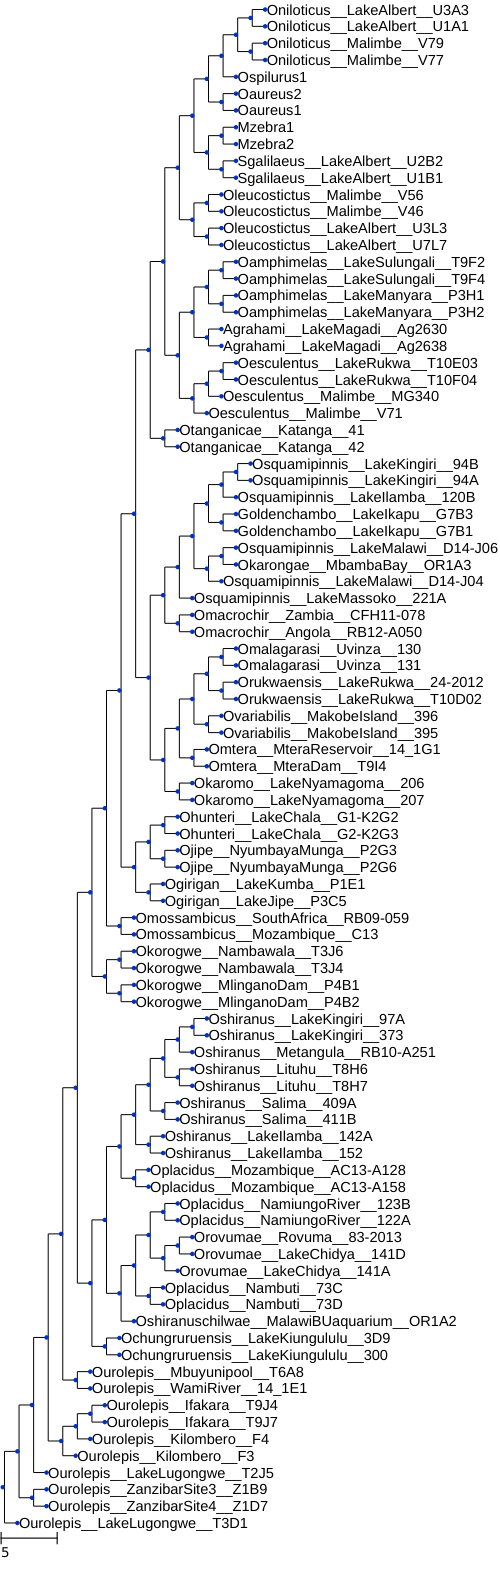 Oniloticus__LakeAlbert__U3A3
Oniloticus__LakeAlbert__U1A1
Oniloticus__Malimbe__V79
Oniloticus__Malimbe__V77
Ospilurus1
Oaureus2
Oaureus1
Mzebra1
Mzebra2
Sgalilaeus__LakeAlbert__U2B2
Sgalilaeus__LakeAlbert__U1B1
Oleucostictus__Malimbe__V56
Oleucostictus__Malimbe__V46
Oleucostictus__LakeAlbert__U3L3
Oleucostictus__LakeAlbert__U7L7
Oamphimelas__LakeSulungali__T9F2
Oamphimelas__LakeSulungali__T9F4
Oamphimelas__LakeManyara__P3H1
Oamphimelas__LakeManyara__P3H2
Agrahami__LakeMagadi__Ag2630
Agrahami__LakeMagadi__Ag2638
Oesculentus__LakeRukwa__T10E03
Oesculentus__LakeRukwa__T10F04
Oesculentus__Malimbe__MG340
Oesculentus__Malimbe__V71
Otanganicae__Katanga__41
Otanganicae__Katanga__42
Osquamipinnis__LakeKingiri__94B
Osquamipinnis__LakeKingiri__94A
Osquamipinnis__LakeIlamba__120B
Goldenchambo__LakeIkapu__G7B3
Goldenchambo__LakeIkapu__G7B1
Osquamipinnis__LakeMalawi__D14-J06
Okarongae__MbambaBay__OR1A3
Osquamipinnis__LakeMalawi__D14-J04
Osquamipinnis__LakeMassoko__221A
Omacrochir__Zambia__CFH11-078
Omacrochir__Angola__RB12-A050
Omalagarasi__Uvinza__130
Omalagarasi__Uvinza__131
Orukwaensis__LakeRukwa__24-2012
Orukwaensis__LakeRukwa__T10D02
Ovariabilis__MakobeIsland__396
Ovariabilis__MakobeIsland__395
Omtera__MteraReservoir__14_1G1
Omtera__MteraDam__T9I4
Okaromo__LakeNyamagoma__206
Okaromo__LakeNyamagoma__207
Ohunteri__LakeChala__G1-K2G2
Ohunteri__LakeChala__G2-K2G3
Ojipe__NyumbayaMunga__P2G3
Ojipe__NyumbayaMunga__P2G6
Ogirigan__LakeKumba__P1E1
Ogirigan__LakeJipe__P3C5
Omossambicus__SouthAfrica__RB09-059
Omossambicus__Mozambique__C13
Okorogwe__Nambawala__T3J6
Okorogwe__Nambawala__T3J4
Okorogwe__MlinganoDam__P4B1
Okorogwe__MlinganoDam__P4B2
Oshiranus__LakeKingiri__97A
Oshiranus__LakeKingiri__373
Oshiranus__Metangula__RB10-A251
Oshiranus__Lituhu__T8H6
Oshiranus__Lituhu__T8H7
Oshiranus__Salima__409A
Oshiranus__Salima__411B
Oshiranus__LakeIlamba__142A
Oshiranus__LakeIlamba__152
Oplacidus__Mozambique__AC13-A128
Oplacidus__Mozambique__AC13-A158
Oplacidus__NamiungoRiver__123B
Oplacidus__NamiungoRiver__122A
Orovumae__Rovuma__83-2013
Orovumae__LakeChidya__141D
Orovumae__LakeChidya__141A
Oplacidus__Nambuti__73C
Oplacidus__Nambuti__73D
Oshiranuschilwae__MalawiBUaquarium__OR1A2
Ochungruruensis__LakeKiungululu__3D9
Ochungruruensis__LakeKiungululu__300
Ourolepis__Mbuyunipool__T6A8
Ourolepis__WamiRiver__14_1E1
Ourolepis__Ifakara__T9J4
Ourolepis__Ifakara__T9J7
Ourolepis__Kilombero__F4
Ourolepis__Kilombero__F3
Ourolepis__LakeLugongwe__T2J5
Ourolepis__ZanzibarSite3__Z1B9
Ourolepis__ZanzibarSite4__Z1D7
Ourolepis__LakeLugongwe__T3D1
5